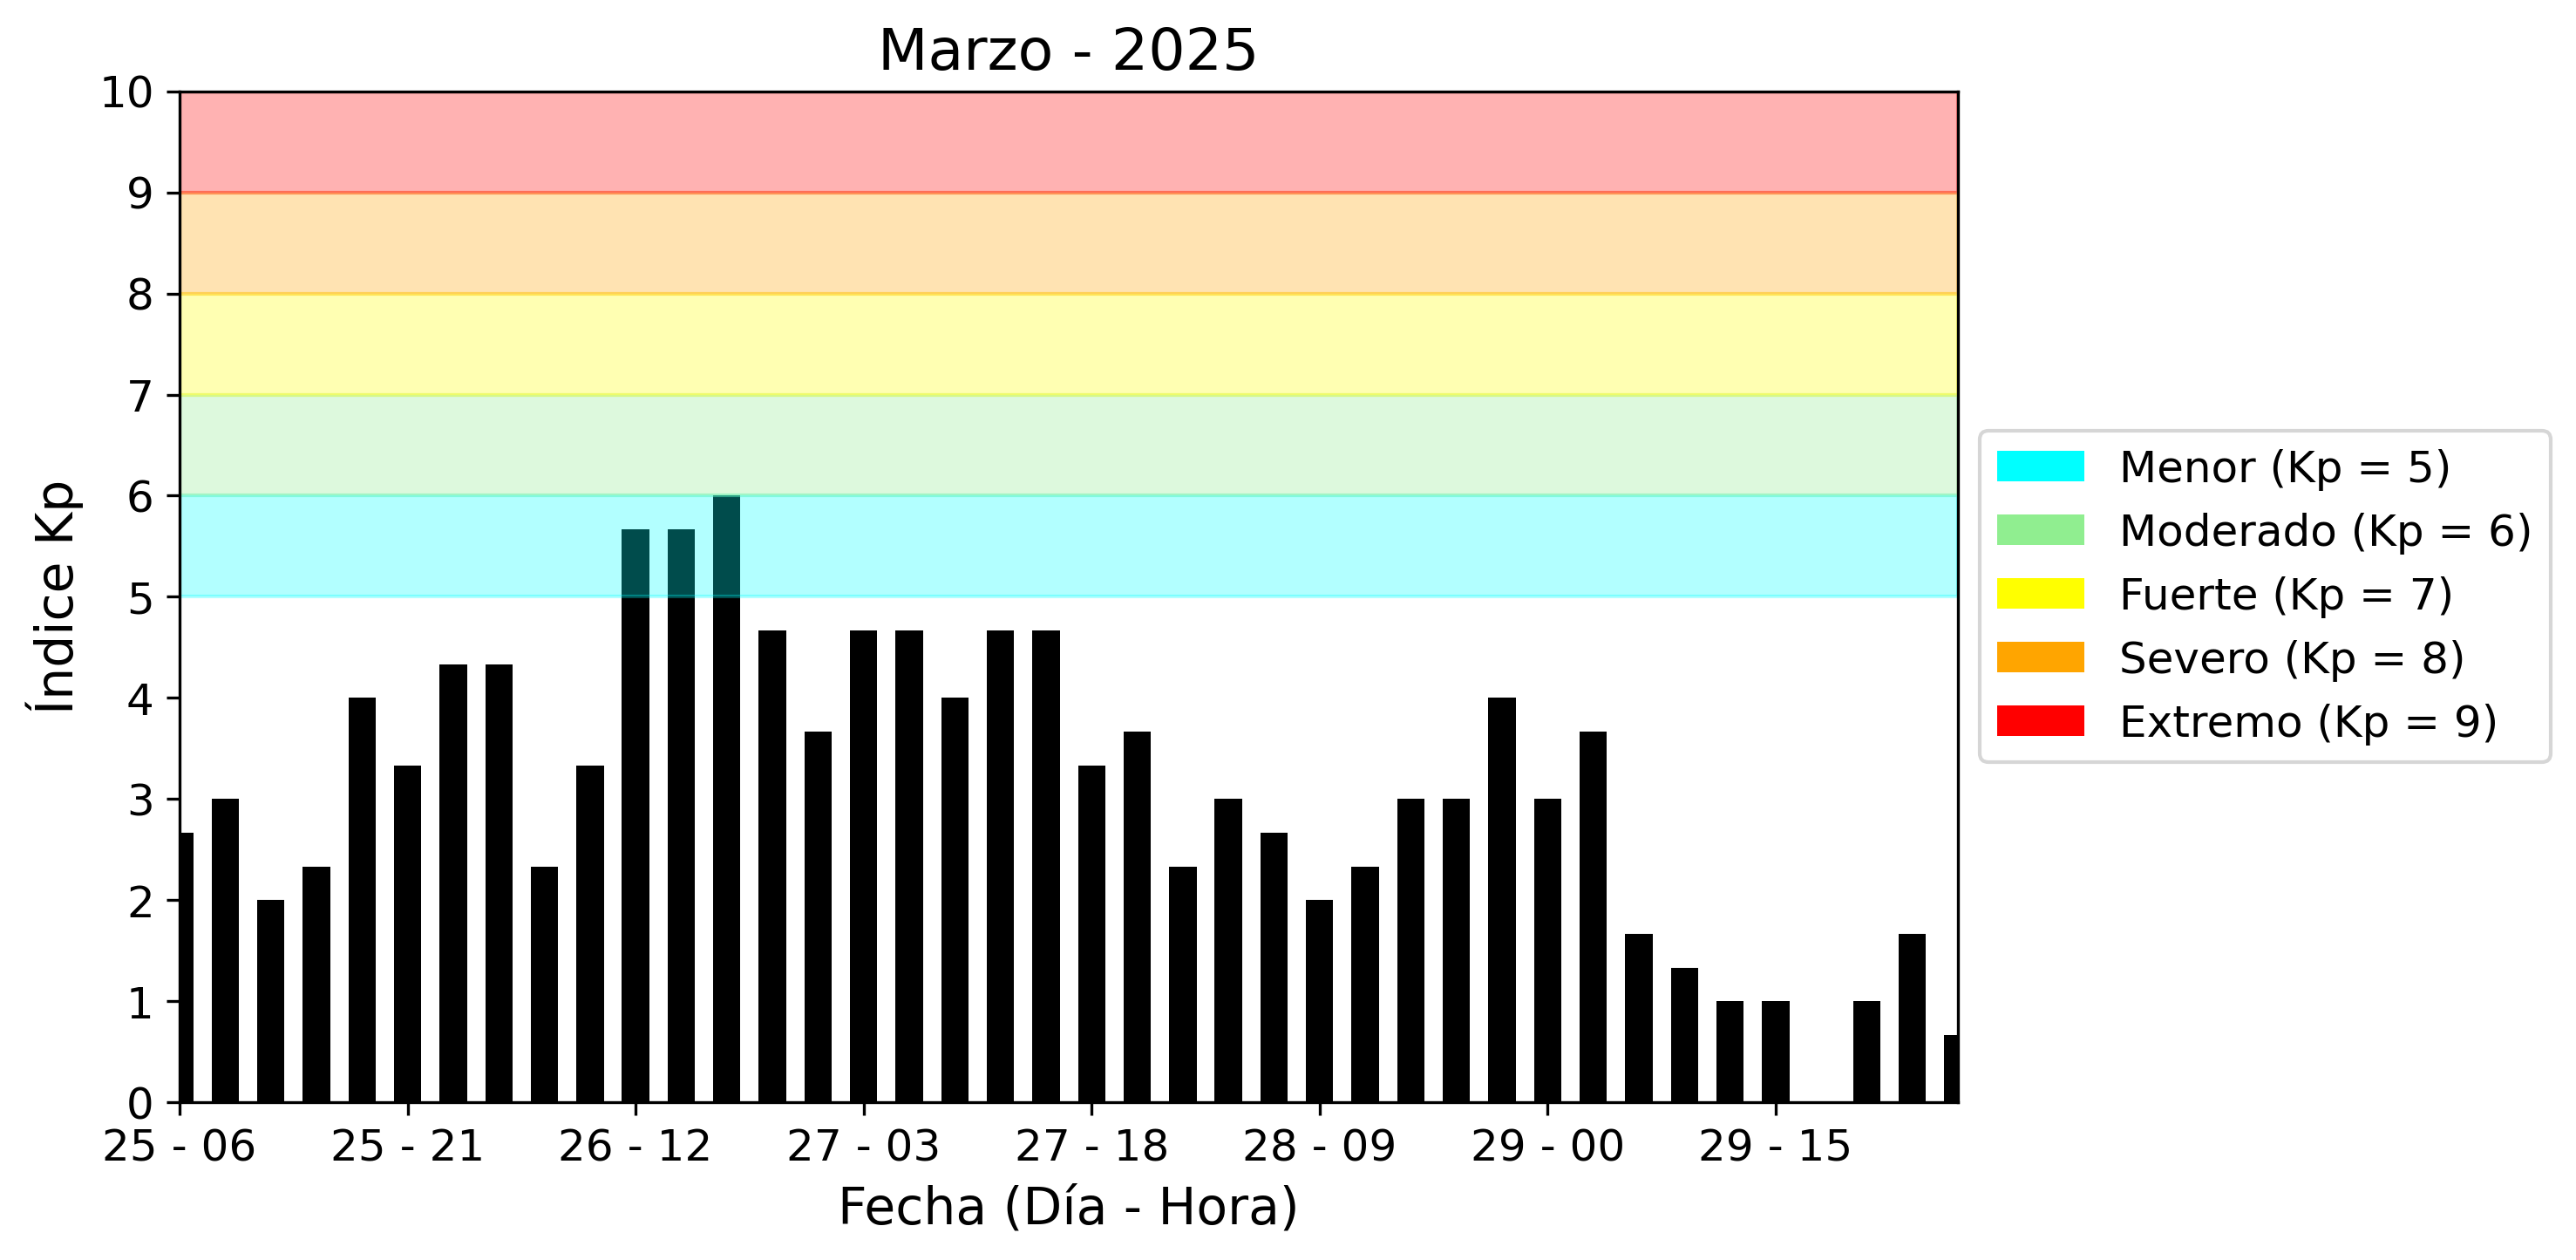 Marzo - 2025
10
9
8
7
6
5
4
3
2
1
0
Índice Kp
25 - 06
25 - 21
26 - 12
27 - 03
27 - 18
28 - 09
29 - 00
29 - 15
Fecha (Día - Hora)
Menor (Kp = 5)
Moderado (Kp = 6)
Fuerte (Kp = 7)
Severo (Kp = 8)
Extremo (Kp = 9)